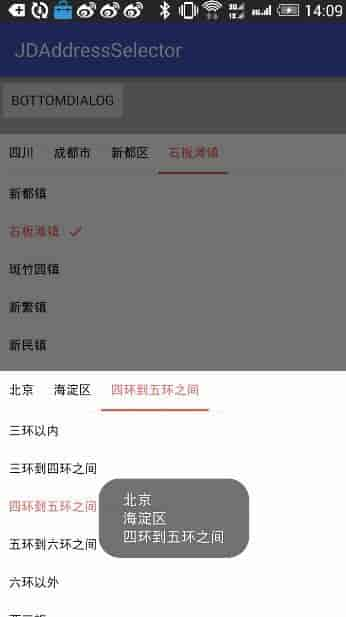 14:09
JDAddressSelector
BOTTOMDIALOG
四川 成都市 新都区 石板滩镇
新都镇
石板滩镇
斑竹园镇
新繁镇
新民镇
北京 海淀区 四环到五环之间
三环以内
三环到四环之间
四环到五环之间
北京
海淀区
四环到五环之间
五环到六环之间
六环以外